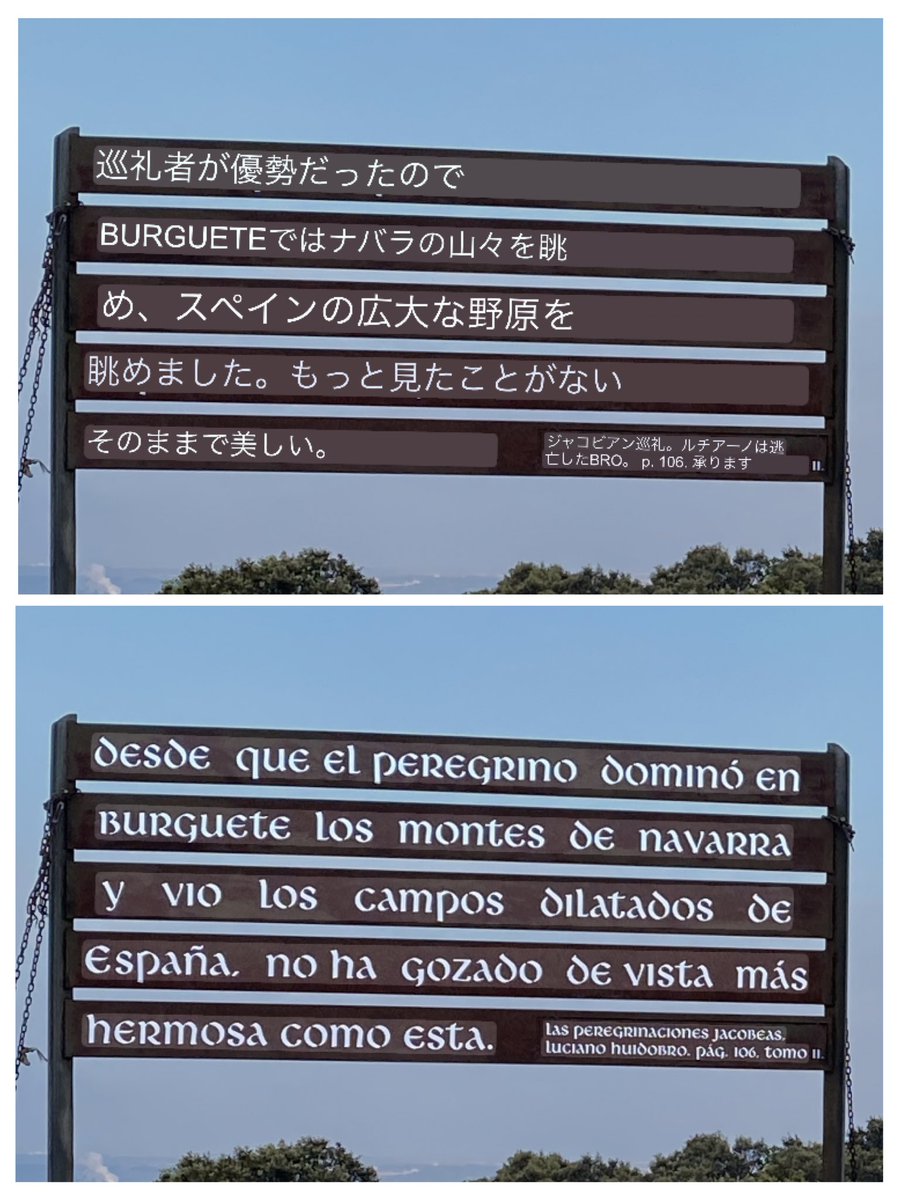 巡礼者が優勢だったので
BURGUETEではナバラの山々を眺
め、スペインの広大な野原を
眺めました。もっと見たことがない
そのままで美しい。
ジャコビアン巡礼。ルチアーノは逃
亡したBRO。 p. 106. 承ります
II.
desde que el peregrino dominó en
Burguete los montes de navarra
y vio los campos dilatados de
España. no ha gozado de vista más
hermosa como esta.
las peregrinaciones jacobeas.
luciano huidobro. pág. 106. tomo II.